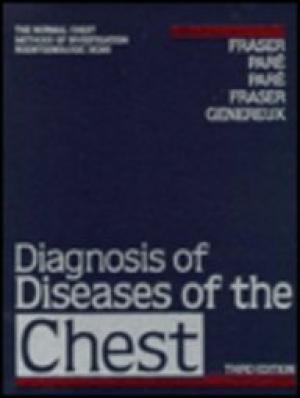 THE NORMAL CHEST
METHODS OF INVESTIGATION
ROENTGENOLOGIC SIGNS
FRASER
PARÉ
PARÉ
FRASER
GENEREUX
Diagnosis of
Diseases of the
Chest
THIRD EDITION